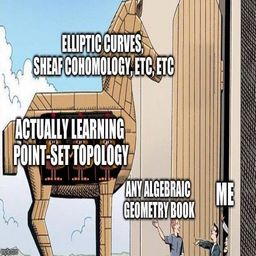 ELLIPTIC CURVES,
SHEAF COHOMOLOGY, ETC, ETC
ACTUALLY LEARNING
POINT-SET TOPOLOGY
ANY ALGEBRAIC
GEOMETRY BOOK
ME